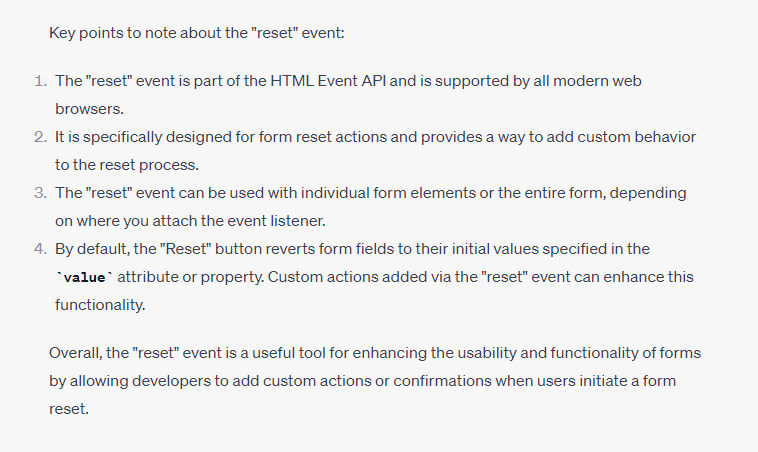 Key points to note about the "reset" event:
1. The "reset" event is part of the HTML Event API and is supported by all modern web
browsers.
2. It is specifically designed for form reset actions and provides a way to add custom behavior
to the reset process.
3. The "reset" event can be used with individual form elements or the entire form, depending
on where you attach the event listener.
4. By default, the "Reset" button reverts form fields to their initial values specified in the
`value` attribute or property. Custom actions added via the "reset" event can enhance this
functionality.
Overall, the "reset" event is a useful tool for enhancing the usability and functionality of forms
by allowing developers to add custom actions or confirmations when users initiate a form
reset.